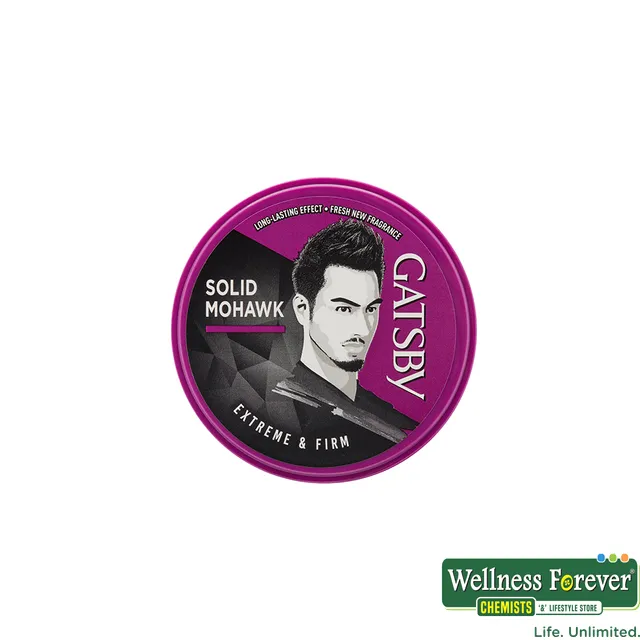 LONG-LASTING EFFECT • FRESH NEW FRAGRANCE
GATSBY
SOLID
MOHAWK
EXTREME & FIRM
Wellness Forever®
CHEMISTS '&' LIFESTYLE STORE
Life. Unlimited.